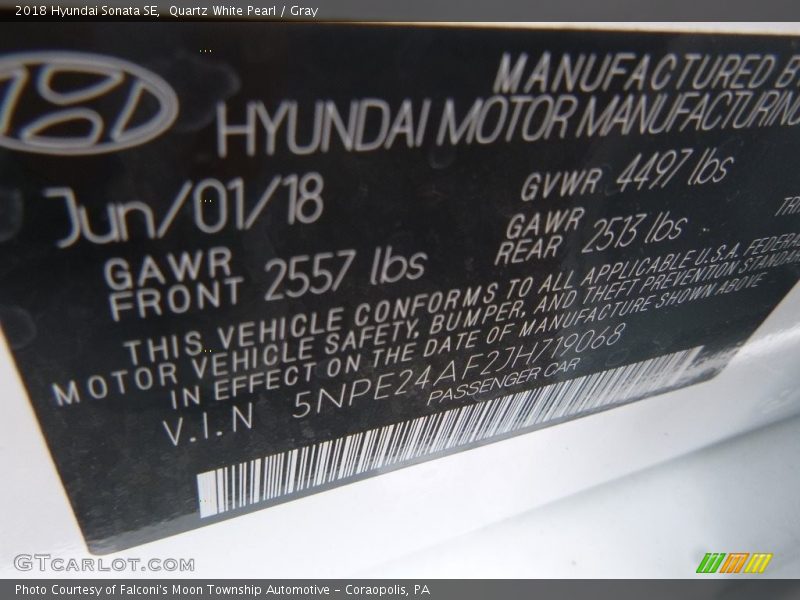 2018 Hyundai Sonata SE,  Quartz White Pearl / Gray
MANUFACTURED BY
HYUNDAI MOTOR MANUFACTURING
Jun/01/18
GVWR 4497 lbs
GAWR FRONT 2557 lbs
GAWR REAR 2513 lbs
THIS VEHICLE CONFORMS TO ALL APPLICABLE U.S.A. FEDERAL
MOTOR VEHICLE SAFETY, BUMPER, AND THEFT PREVENTION STANDARD
IN EFFECT ON THE DATE OF MANUFACTURE SHOWN ABOVE
V.I.N 5NPE24AF2JH719068
PASSENGER CAR
GTCARLOT.COM
Photo Courtesy of Falconi's Moon Township Automotive - Coraopolis, PA